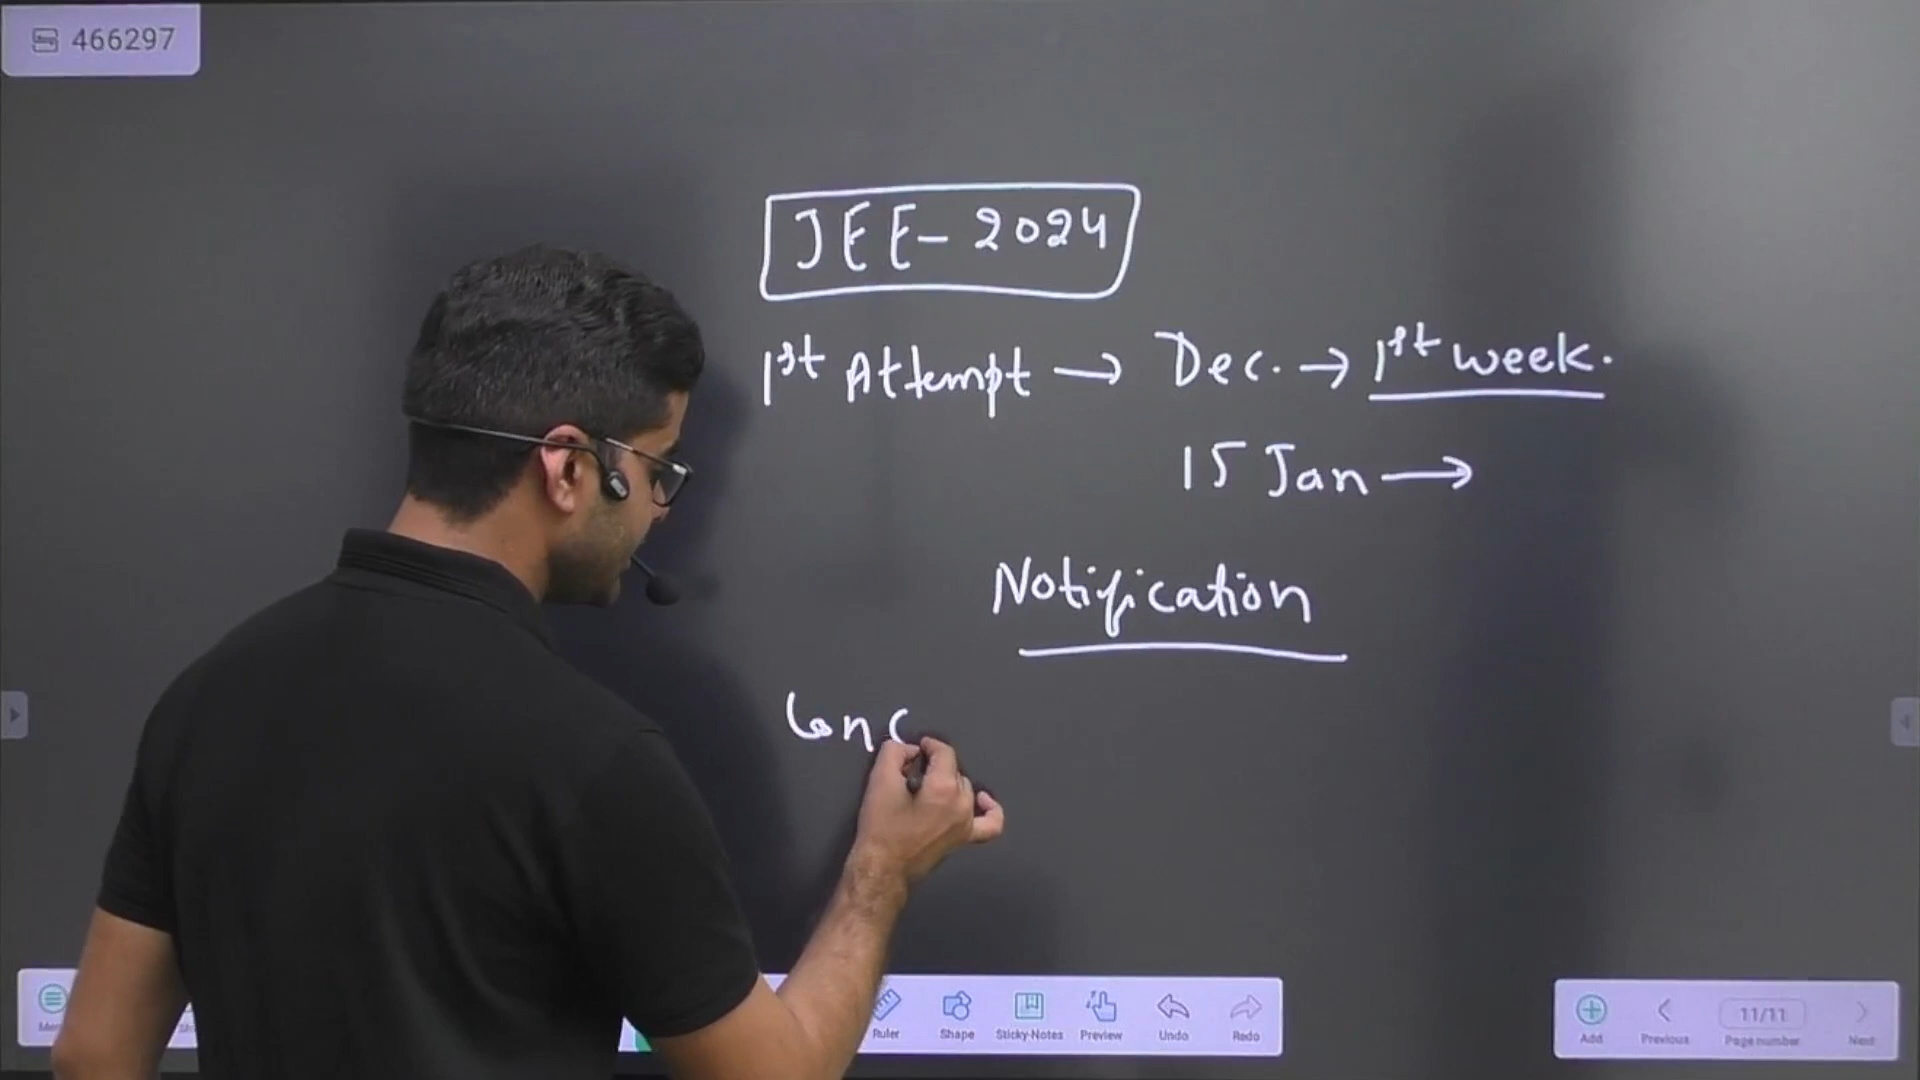 466297
JEE-2024
1st Attempt → Dec. → 1st week.
15 Jan →
Notification
Conc
Ruler Shape Sticky-Notes Preview Undo Redo
Add Previous 11/11 Page number Next